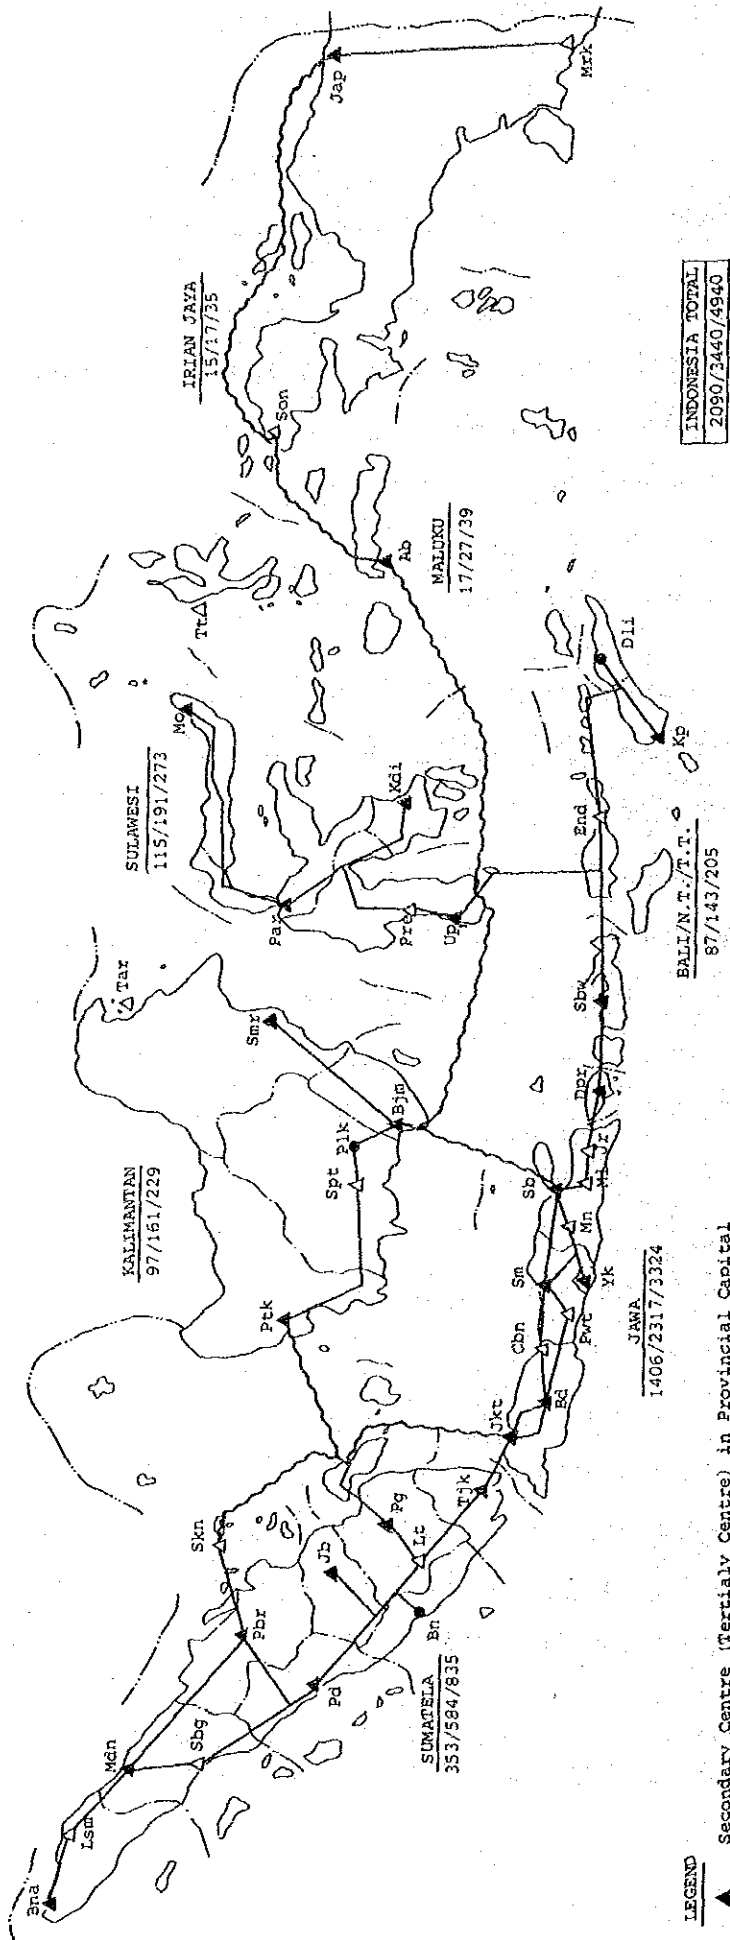 Bna
Lsm
Mdn
Sbg
Pbr
Skn
Pd
Jb
Bn
Pg
Lt
Tjk
SUMATELA
353/584/835
KALIMANTAN
97/161/229
Ptk
Spt
Plk
Bjm
Smr
Tar
Jkt
Bd
Cbn
Pwt
Sm
Yk
Mn
Sb
Ml
Jr
JAWA
1406/2317/3324
SULAWESI
115/191/273
Mo
Par
Pre
Up
Kdi
Dpr
Sbw
End
Kp
Dli
BALI/N.T./T.T.
87/143/205
Tt
Ab
MALUKU
17/27/39
IRIAN JAYA
15/17/35
Son
Jap
Mrk
INDONESIA TOTAL
2090/3440/4940
LEGEND
▲ Secondary Centre (Tertialy Centre) in Provincial Capital